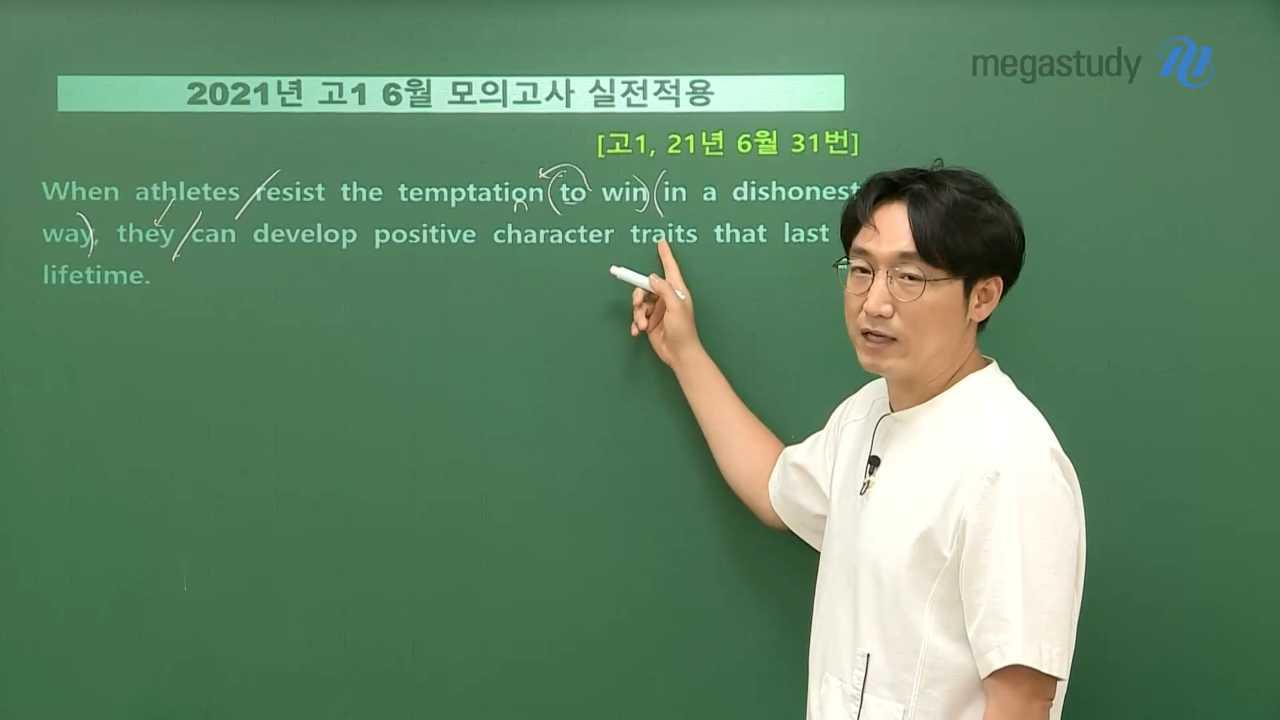 megastudy
2021년 고1 6월 모의고사 실전적용
[고1, 21년 6월 31번]
When athletes resist the temptation to win in a dishonest
way, they can develop positive character traits that last
lifetime.